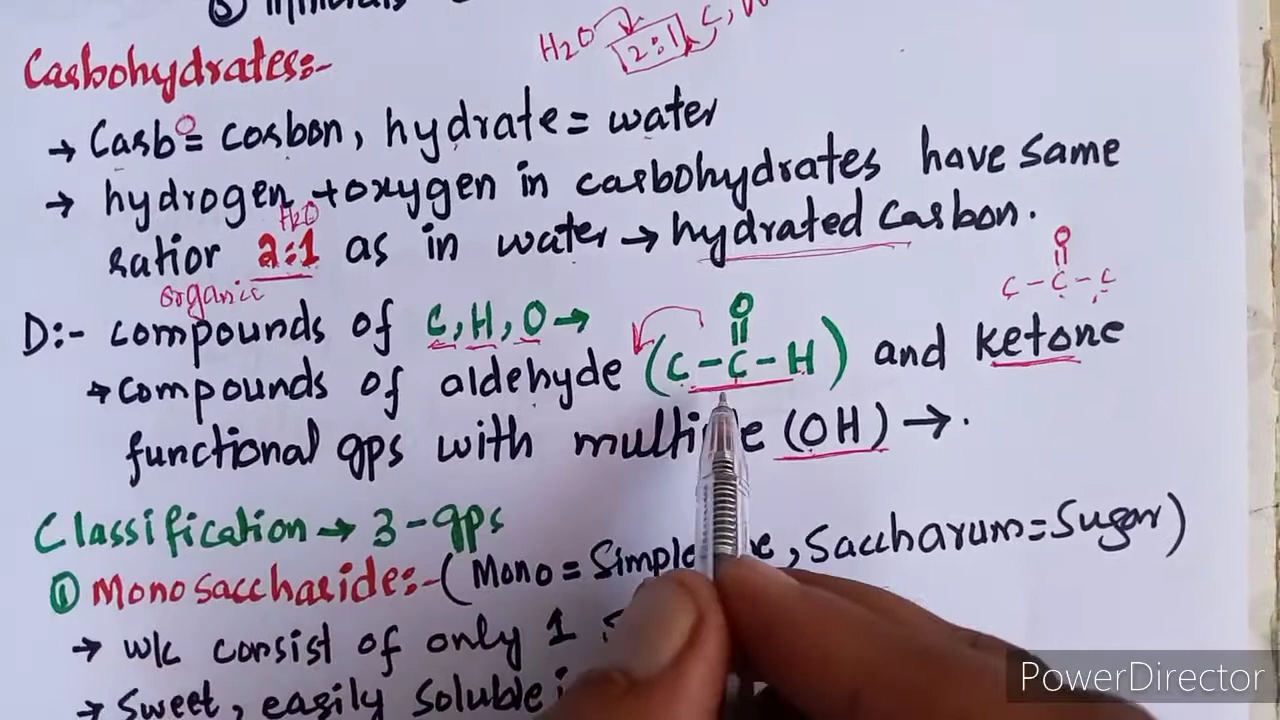 H2O 2:1 C,
Carbohydrates:-
→ Carbo = carbon, hydrate = water
→ hydrogen + oxygen in carbohydrates have same
H2O
ratior 2:1 as in water → hydrated carbon.
organic
O
C - C - C
D:- compounds of C, H, O →
O
→ compounds of aldehyde (C - C - H) and ketone
functional gps with multiple (OH) → .
Classification → 3-gps
① Monosaccharide:- (Mono = Simple, Saccharum = Sugar)
→ w/c consist of only 1
→ Sweet, easily soluble
PowerDirector